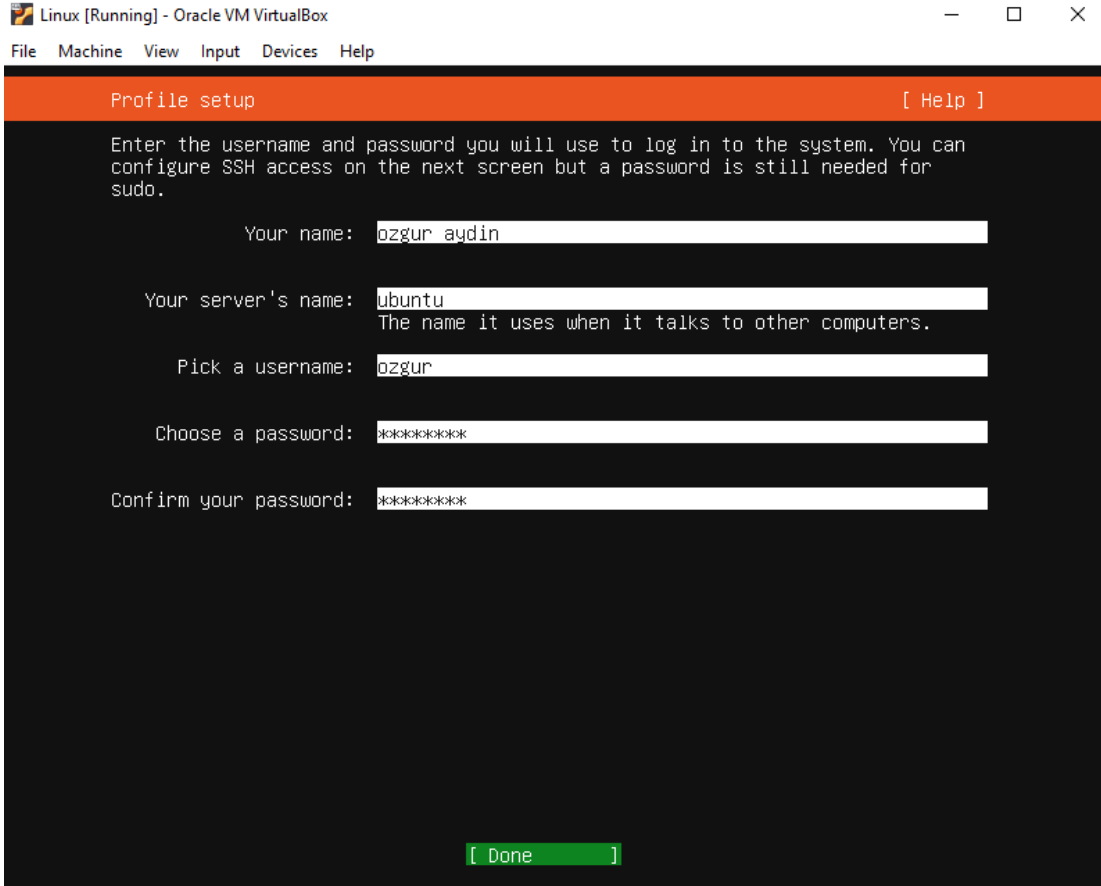 Linux [Running] - Oracle VM VirtualBox
File Machine View Input Devices Help
Profile setup [ Help ]
Enter the username and password you will use to log in to the system. You can
configure SSH access on the next screen but a password is still needed for
sudo.
Your name: ozgur aydin
Your server's name: ubuntu
The name it uses when it talks to other computers.
Pick a username: ozgur
Choose a password: ********
Confirm your password: ********
[ Done ]